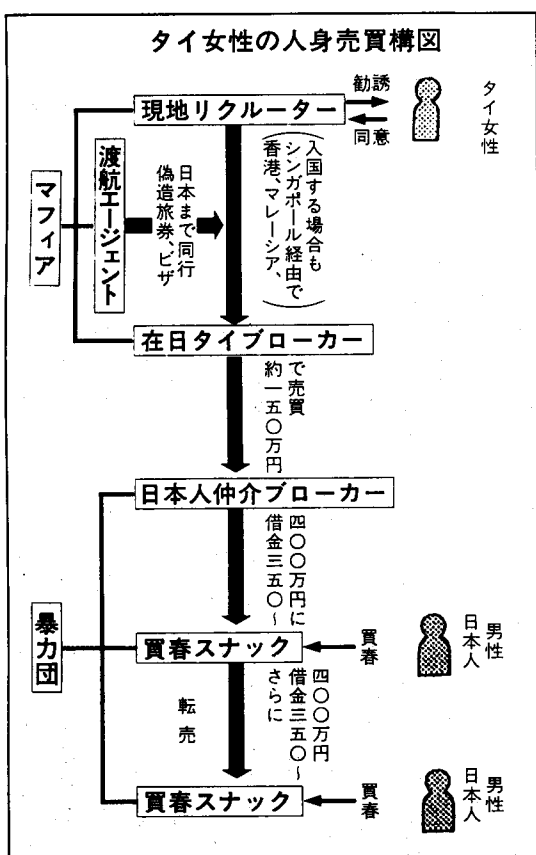 タイ女性の人身売買構図
現地リクルーター
勧誘
同意
タイ女性
マフィア
渡航エージェント
日本まで同行
偽造旅券、ビザ
香港、マレーシア、
シンガポール経由で
入国する場合も
在日タイブローカー
約一五〇万円
で売買
日本人仲介ブローカー
借金三五〇〜
四〇〇万円に
暴力団
買春スナック
買春
日本人
男性
転売
さらに
借金三五〇〜
四〇〇万円
買春スナック
買春
日本人
男性